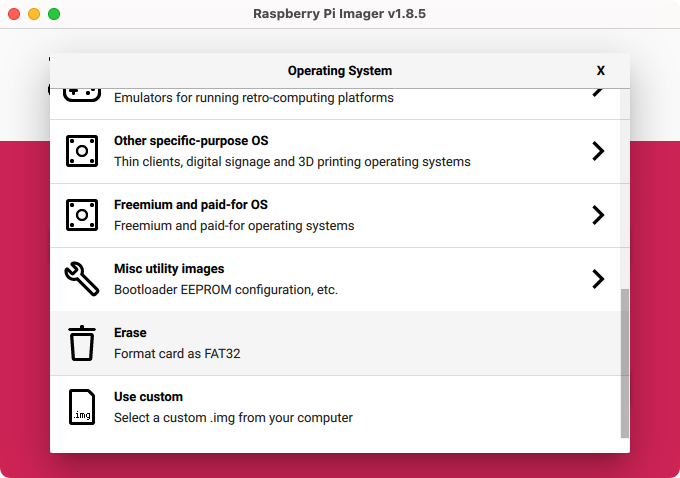 Raspberry Pi Imager v1.8.5
Operating System
X
Emulators for running retro-computing platforms
Other specific-purpose OS
Thin clients, digital signage and 3D printing operating systems
Freemium and paid-for OS
Freemium and paid-for operating systems
Misc utility images
Bootloader EEPROM configuration, etc.
Erase
Format card as FAT32
Use custom
.img
Select a custom .img from your computer